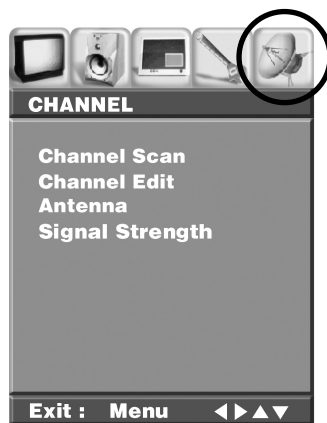 CHANNEL
Channel Scan
Channel Edit
Antenna
Signal Strength
Exit : Menu ◀▶▲▼